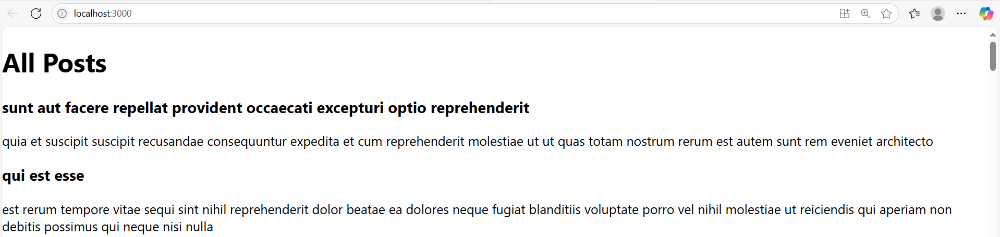 localhost:3000
All Posts
sunt aut facere repellat provident occaecati excepturi optio reprehenderit
quia et suscipit suscipit recusandae consequuntur expedita et cum reprehenderit molestiae ut ut quas totam nostrum rerum est autem sunt rem eveniet architecto
qui est esse
est rerum tempore vitae sequi sint nihil reprehenderit dolor beatae ea dolores neque fugiat blanditiis voluptate porro vel nihil molestiae ut reiciendis qui aperiam non
debitis possimus qui neque nisi nulla